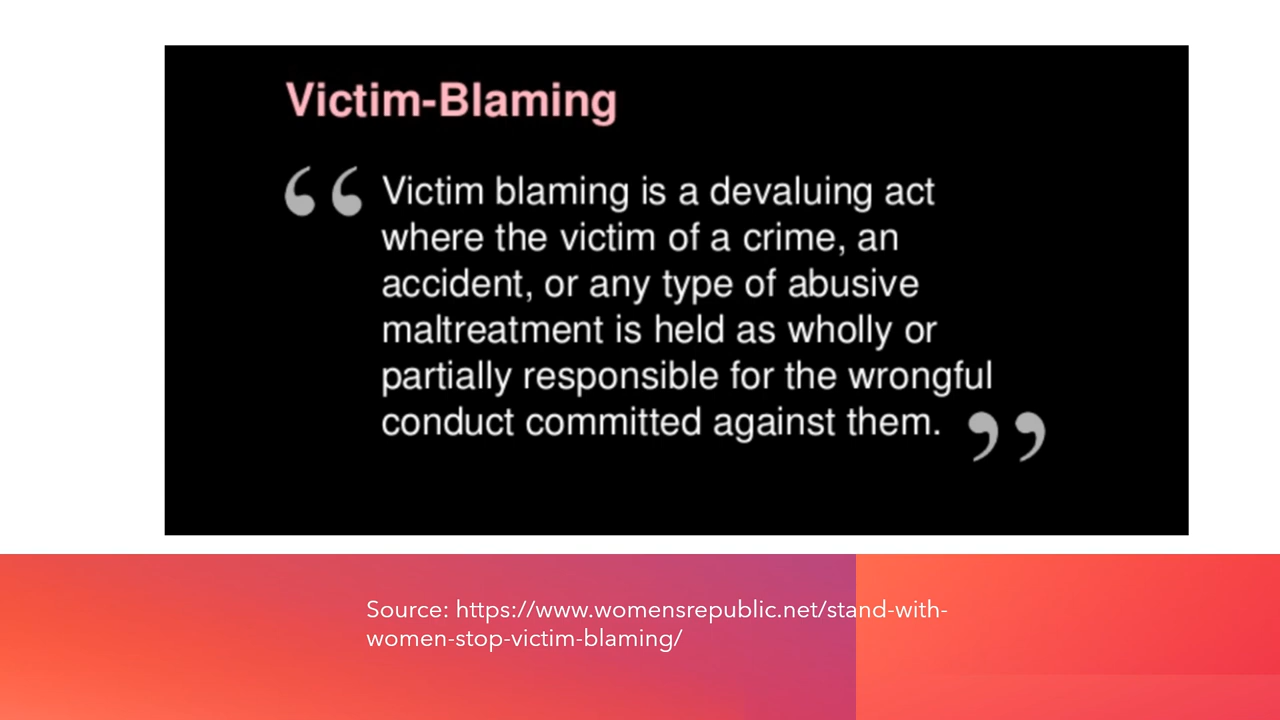 Victim-Blaming
“ Victim blaming is a devaluing act
where the victim of a crime, an
accident, or any type of abusive
maltreatment is held as wholly or
partially responsible for the wrongful
conduct committed against them. ”
Source: https://www.womensrepublic.net/stand-with-
women-stop-victim-blaming/